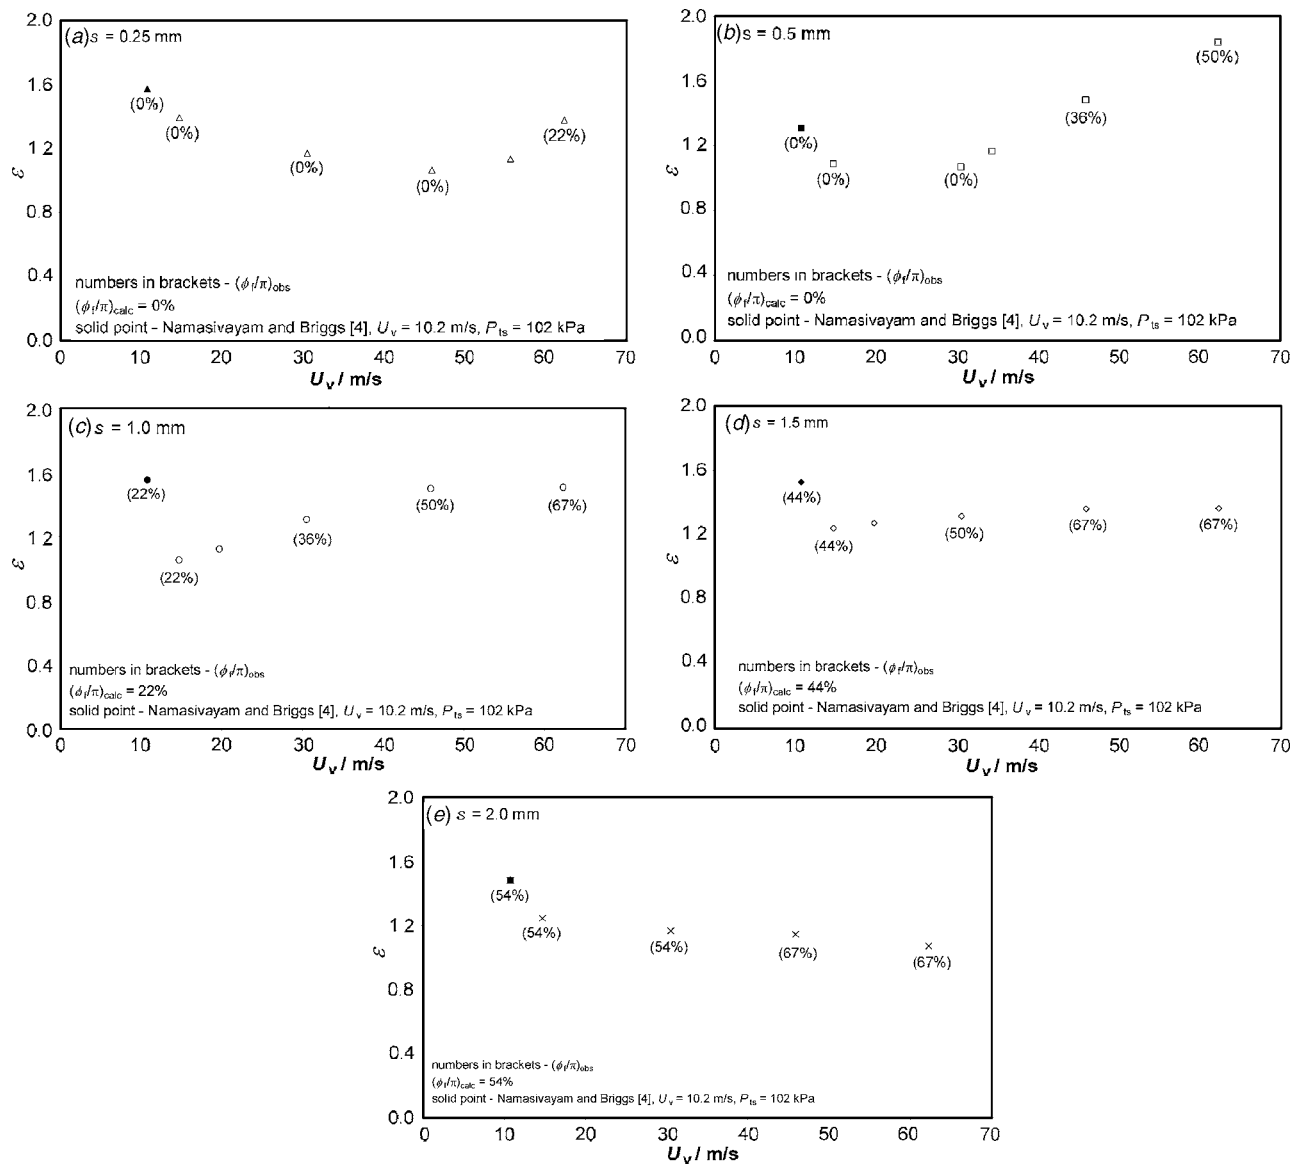 (a) s = 0.25 mm
2.0
1.6
1.2
0.8
0.4
0.0
ε
(0%)
(0%)
(0%)
(0%)
(22%)
numbers in brackets - (ϕf/π)obs
(ϕf/π)calc = 0%
solid point - Namasivayam and Briggs [4], Uv = 10.2 m/s, Pts = 102 kPa
0 10 20 30 40 50 60 70
Uv / m/s
(b) s = 0.5 mm
2.0
1.6
1.2
0.8
0.4
0.0
ε
(50%)
(36%)
(0%)
(0%)
(0%)
numbers in brackets - (ϕf/π)obs
(ϕf/π)calc = 0%
solid point - Namasivayam and Briggs [4], Uv = 10.2 m/s, Pts = 102 kPa
0 10 20 30 40 50 60 70
Uv / m/s
(c) s = 1.0 mm
2.0
1.6
1.2
0.8
0.4
0.0
ε
(22%)
(22%)
(36%)
(50%)
(67%)
numbers in brackets - (ϕf/π)obs
(ϕf/π)calc = 22%
solid point - Namasivayam and Briggs [4], Uv = 10.2 m/s, Pts = 102 kPa
0 10 20 30 40 50 60 70
Uv / m/s
(d) s = 1.5 mm
2.0
1.6
1.2
0.8
0.4
0.0
ε
(44%)
(44%)
(50%)
(67%)
(67%)
numbers in brackets - (ϕf/π)obs
(ϕf/π)calc = 44%
solid point - Namasivayam and Briggs [4], Uv = 10.2 m/s, Pts = 102 kPa
0 10 20 30 40 50 60 70
Uv / m/s
(e) s = 2.0 mm
2.0
1.6
1.2
0.8
0.4
0.0
ε
(54%)
(54%)
(54%)
(67%)
(67%)
numbers in brackets - (ϕf/π)obs
(ϕf/π)calc = 54%
solid point - Namasivayam and Briggs [4], Uv = 10.2 m/s, Pts = 102 kPa
0 10 20 30 40 50 60 70
Uv / m/s